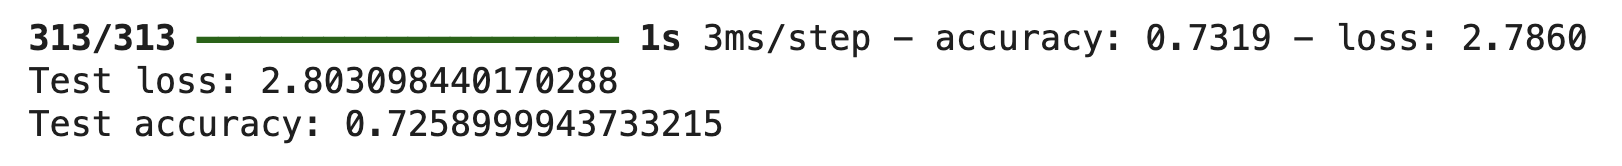 313/313 ━━━━━━━━━━━━━━━━━━━━ 1s 3ms/step - accuracy: 0.7319 - loss: 2.7860
Test loss: 2.803098440170288
Test accuracy: 0.7258999943733215